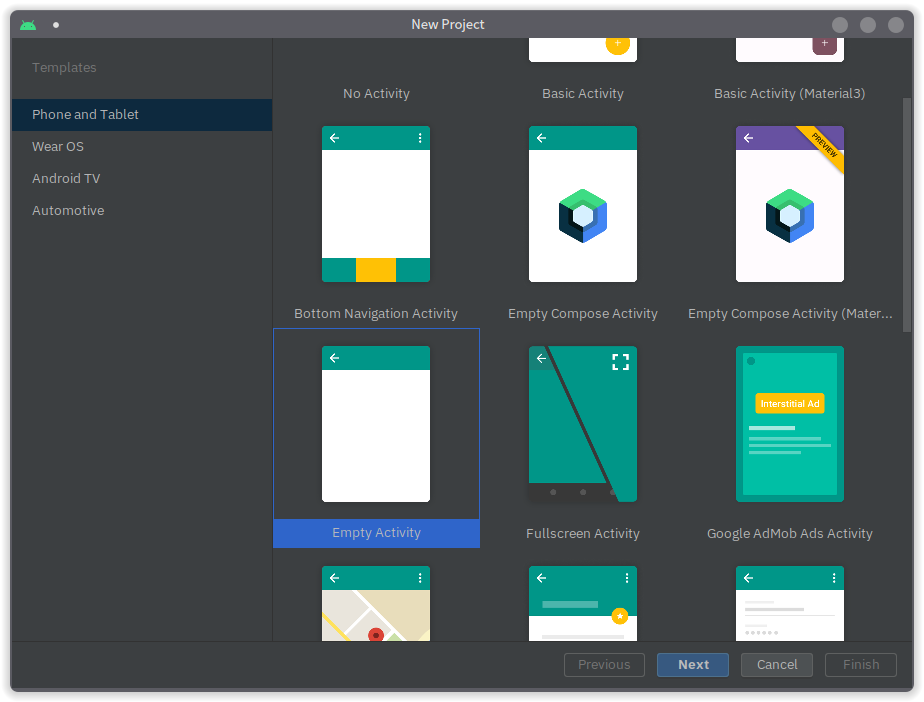 New Project
Templates
Phone and Tablet
Wear OS
Android TV
Automotive
No Activity
Basic Activity
Basic Activity (Material3)
PREVIEW
Bottom Navigation Activity
Empty Compose Activity
Empty Compose Activity (Mater...
Interstitial Ad
Empty Activity
Fullscreen Activity
Google AdMob Ads Activity
Previous
Next
Cancel
Finish